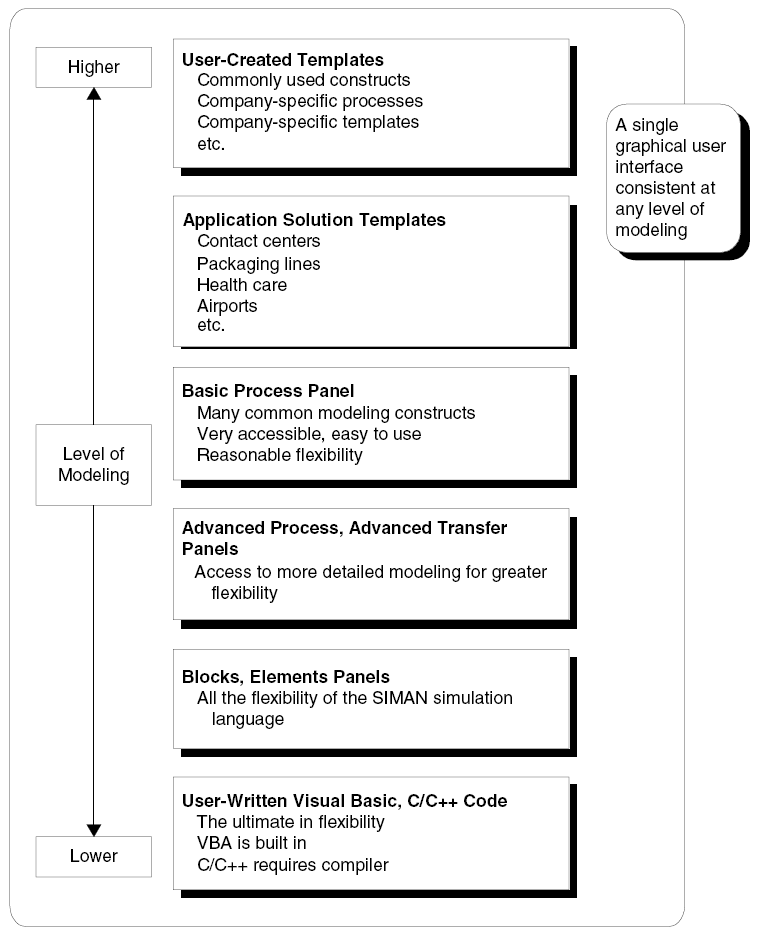 Higher
User-Created Templates
Commonly used constructs
Company-specific processes
Company-specific templates
etc.
A single
graphical user
interface
consistent at
any level of
modeling
Application Solution Templates
Contact centers
Packaging lines
Health care
Airports
etc.
Basic Process Panel
Many common modeling constructs
Very accessible, easy to use
Reasonable flexibility
Level of
Modeling
Advanced Process, Advanced Transfer
Panels
Access to more detailed modeling for greater
flexibility
Blocks, Elements Panels
All the flexibility of the SIMAN simulation
language
User-Written Visual Basic, C/C++ Code
The ultimate in flexibility
VBA is built in
C/C++ requires compiler
Lower